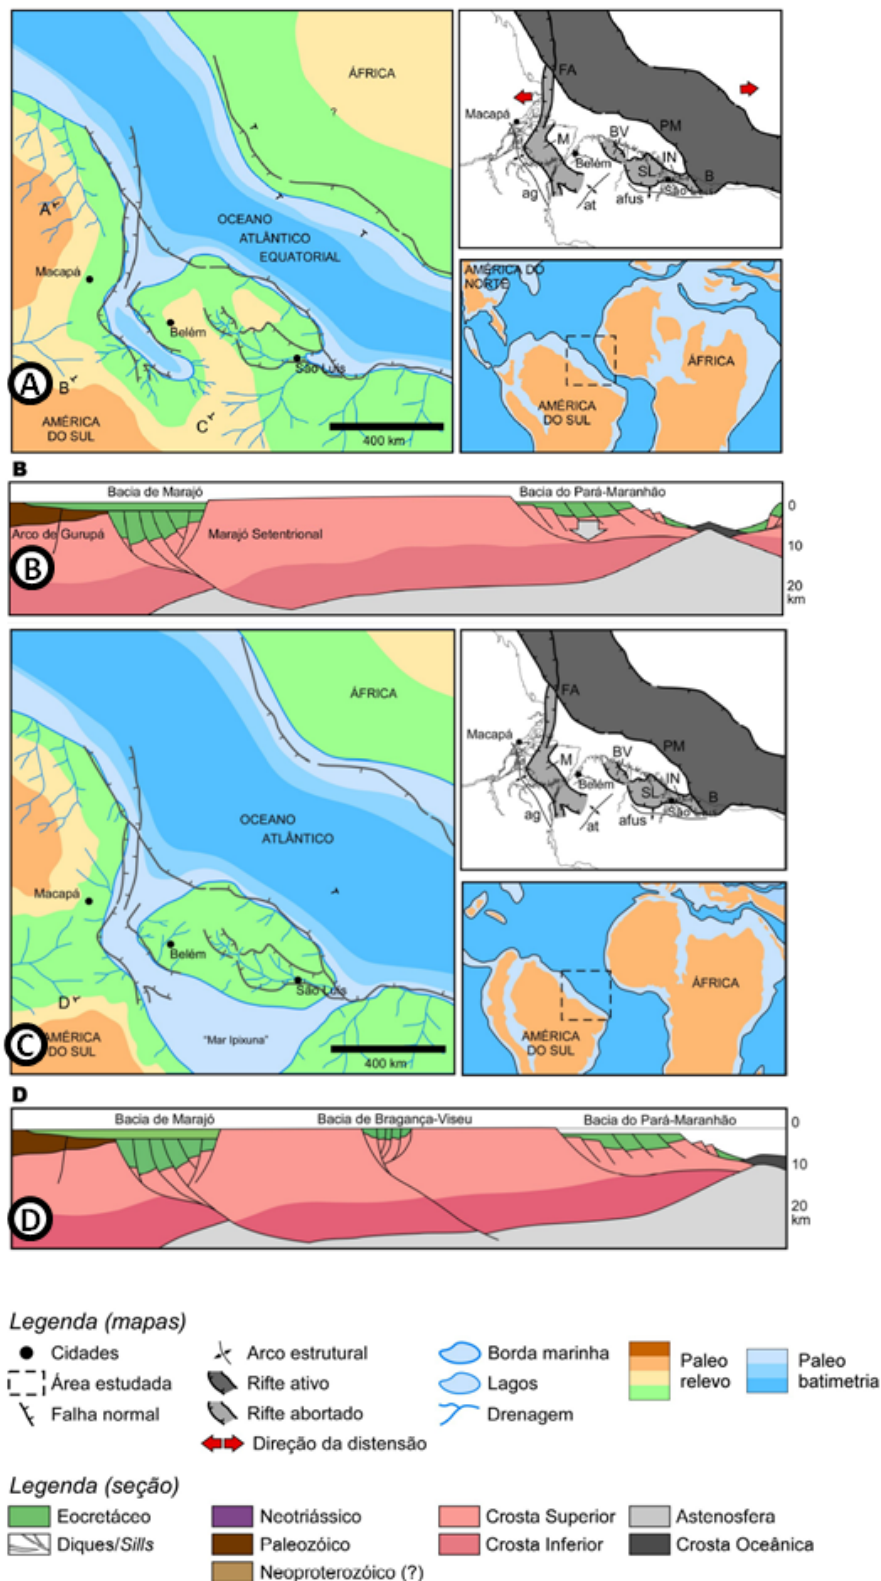 ÁFRICA
?
OCEANO
ATLÂNTICO
EQUATORIAL
A
Macapá
Belém
São Luís
B
C
AMÉRICA
DO SUL
400 km
A
FA
Macapá
PM
M
BV
Belém
IN
SL
B
São Luís
ag
at
afus
AMÉRICA DO
NORTE
ÁFRICA
AMÉRICA
DO SUL
B
Bacia de Marajó
Bacia do Pará-Maranhão
0
Arco de Gurupá
Marajó Setentrional
10
B
20
km
ÁFRICA
OCEANO
ATLÂNTICO
Macapá
Belém
São Luís
D
AMÉRICA
DO SUL
"Mar Ipixuna"
400 km
C
FA
Macapá
PM
M
BV
Belém
IN
SL
B
São Luís
ag
at
afus
ÁFRICA
AMÉRICA
DO SUL
D
Bacia de Marajó
Bacia de Bragança-Viseu
Bacia do Pará-Maranhão
0
10
D
20
km
Legenda (mapas)
Cidades
Arco estrutural
Borda marinha
Paleo
relevo
Paleo
batimetria
Área estudada
Rifte ativo
Lagos
Falha normal
Rifte abortado
Drenagem
Direção da distensão
Legenda (seção)
Eocretáceo
Neotriássico
Crosta Superior
Astenosfera
Diques/Sills
Paleozóico
Crosta Inferior
Crosta Oceânica
Neoproterozóico (?)